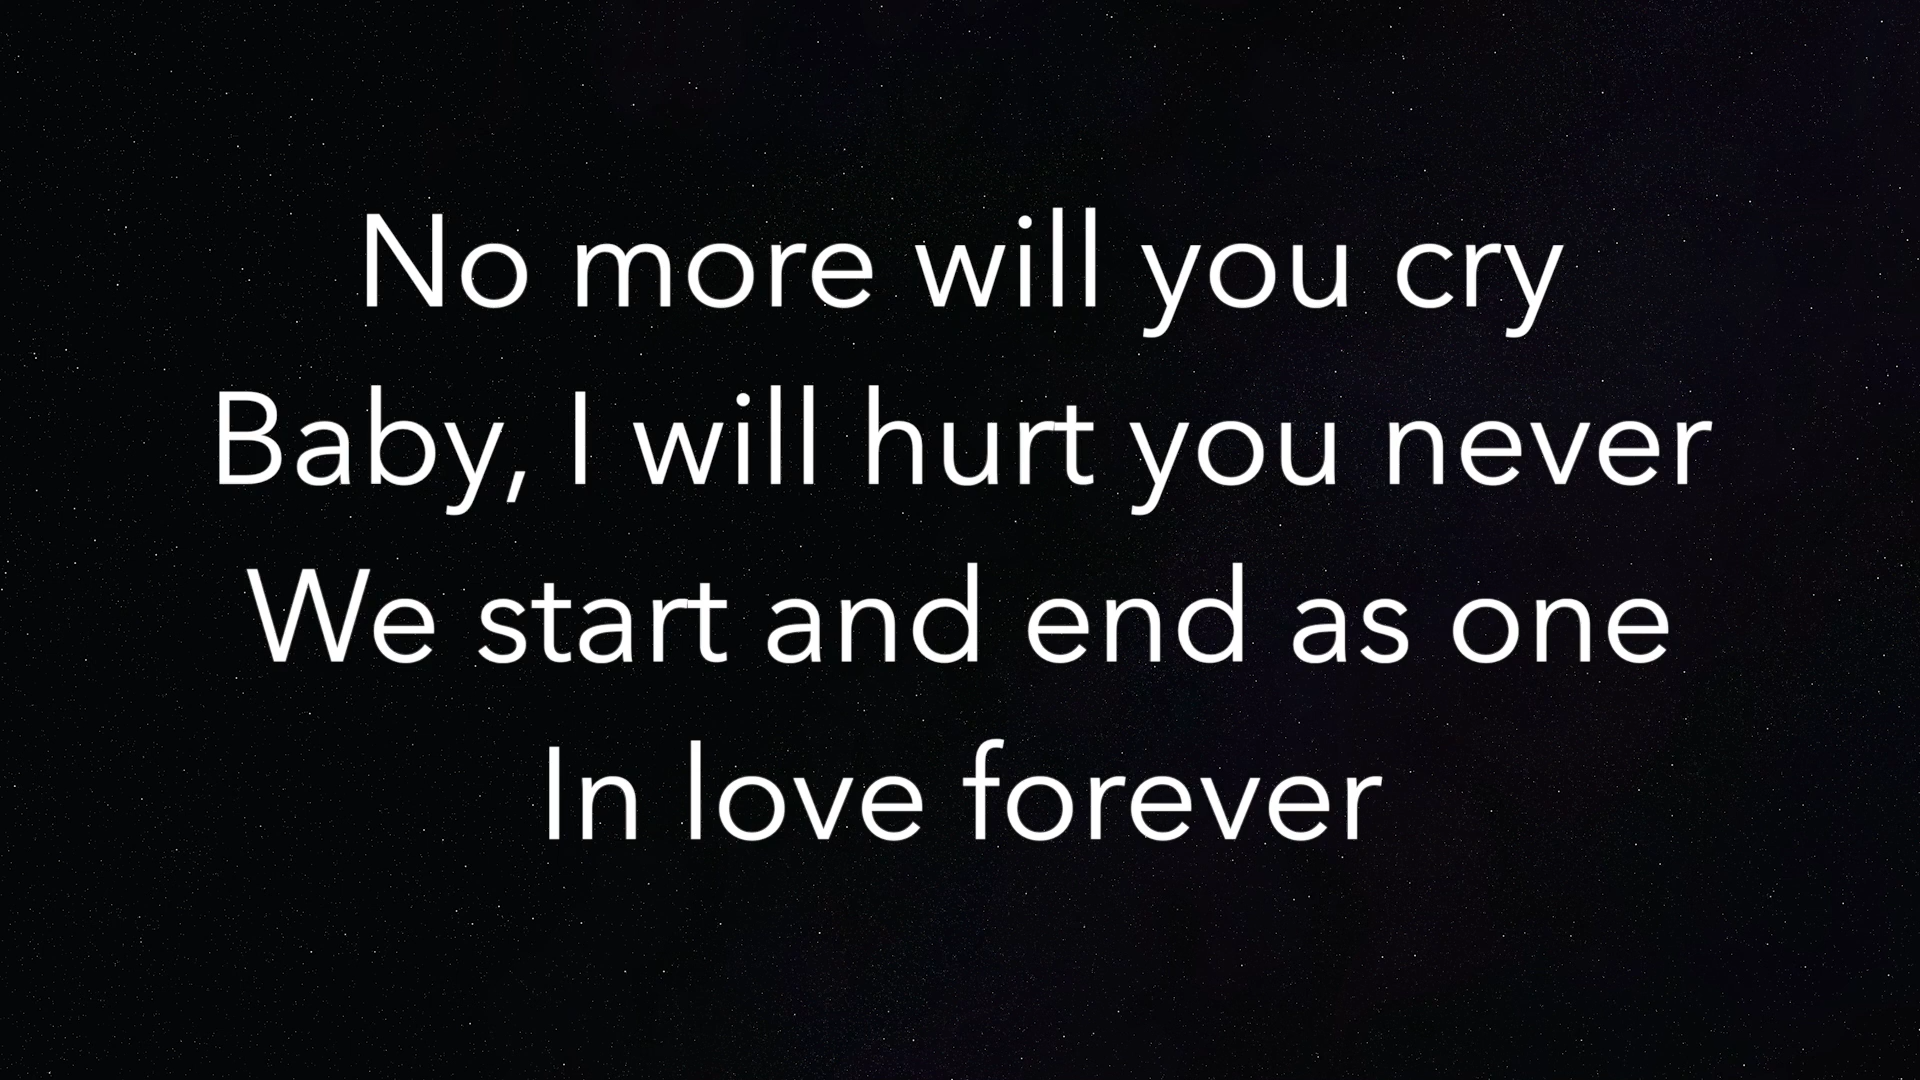 No more will you cry
Baby, I will hurt you never
We start and end as one
In love forever